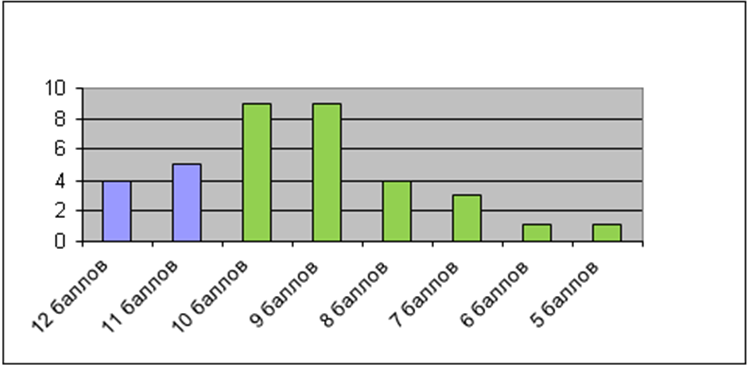 10
8
6
4
2
0
12 баллов
11 баллов
10 баллов
9 баллов
8 баллов
7 баллов
6 баллов
5 баллов